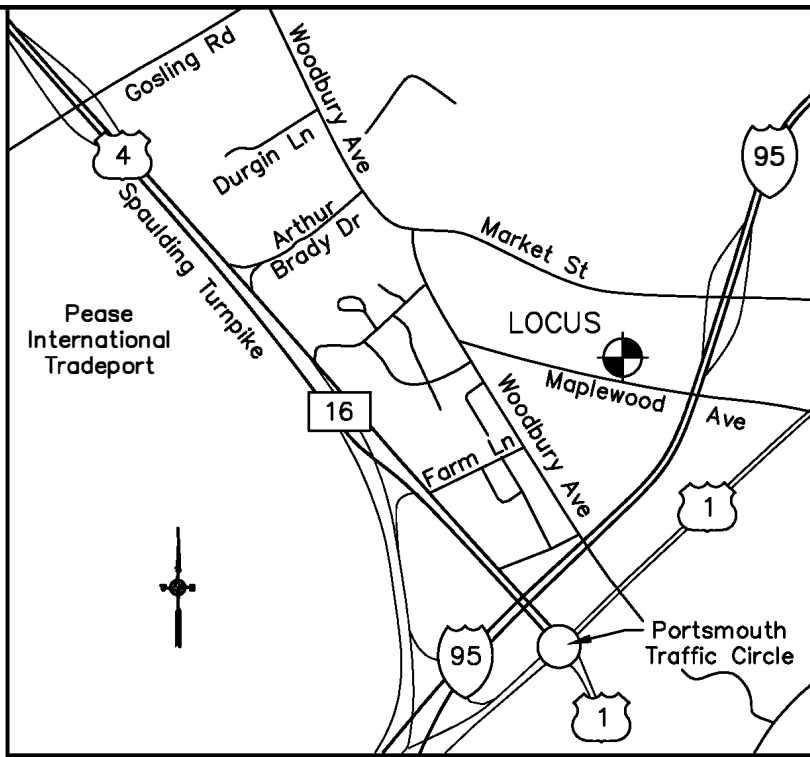 Gosling Rd
Woodbury Ave
4
Durgin Ln
95
Spaulding Turnpike
Arthur
Brady Dr
Market St
Pease
International
Tradeport
LOCUS
Maplewood Ave
16
Woodbury Ave
Farm Ln
1
95
Portsmouth
Traffic Circle
1